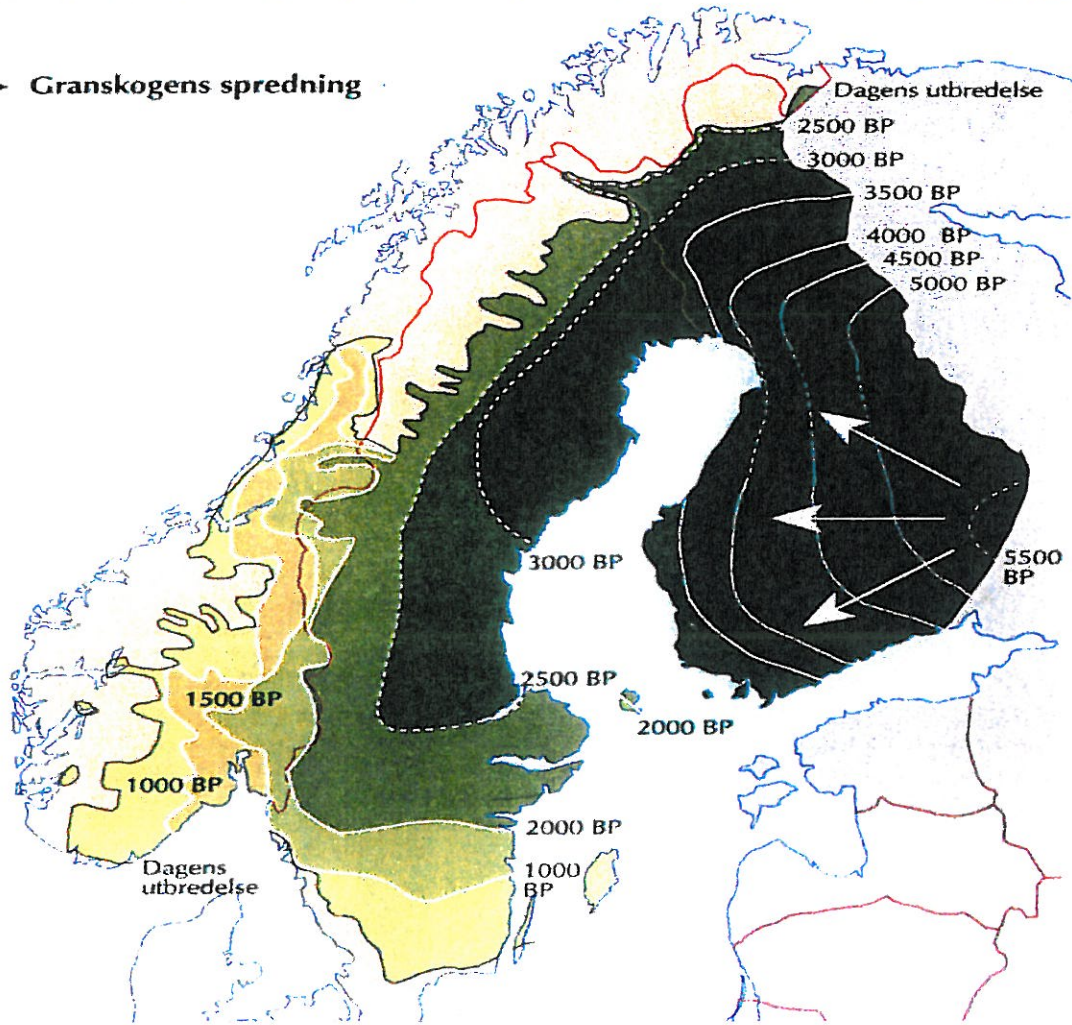 Granskogens spredning
Dagens utbredelse
2500 BP
3000 BP
3500 BP
4000 BP
4500 BP
5000 BP
5500
BP
3000 BP
2500 BP
2000 BP
1500 BP
1000 BP
2000 BP
1000
BP
Dagens
utbredelse